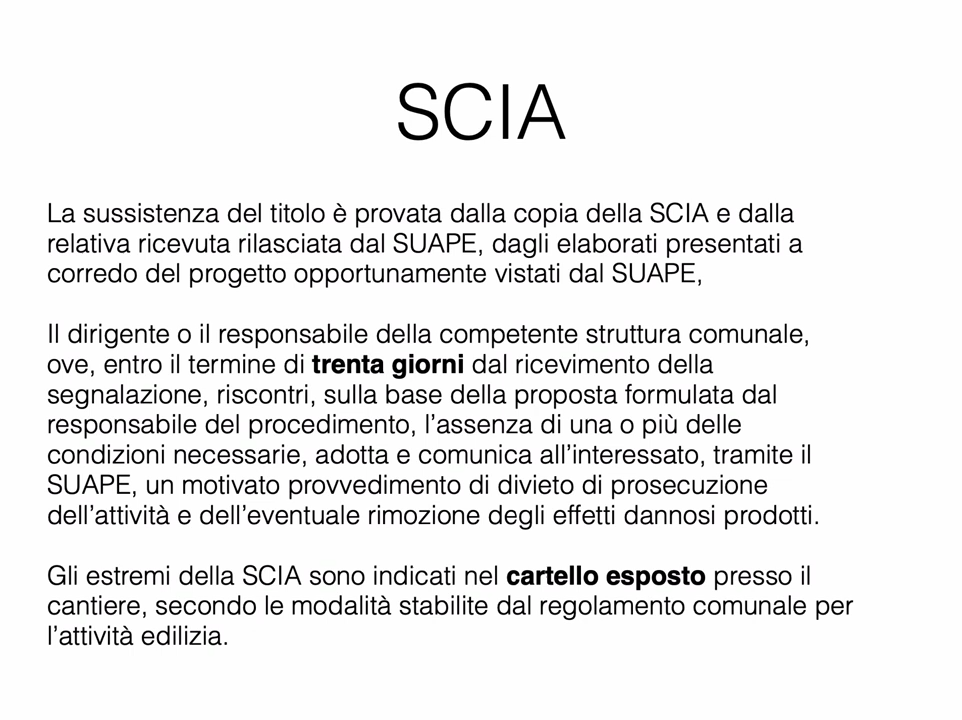 SCIA
La sussistenza del titolo è provata dalla copia della SCIA e dalla
relativa ricevuta rilasciata dal SUAPE, dagli elaborati presentati a
corredo del progetto opportunamente vistati dal SUAPE,
Il dirigente o il responsabile della competente struttura comunale,
ove, entro il termine di trenta giorni dal ricevimento della
segnalazione, riscontri, sulla base della proposta formulata dal
responsabile del procedimento, l’assenza di una o più delle
condizioni necessarie, adotta e comunica all’interessato, tramite il
SUAPE, un motivato provvedimento di divieto di prosecuzione
dell’attività e dell’eventuale rimozione degli effetti dannosi prodotti.
Gli estremi della SCIA sono indicati nel cartello esposto presso il
cantiere, secondo le modalità stabilite dal regolamento comunale per
l’attività edilizia.